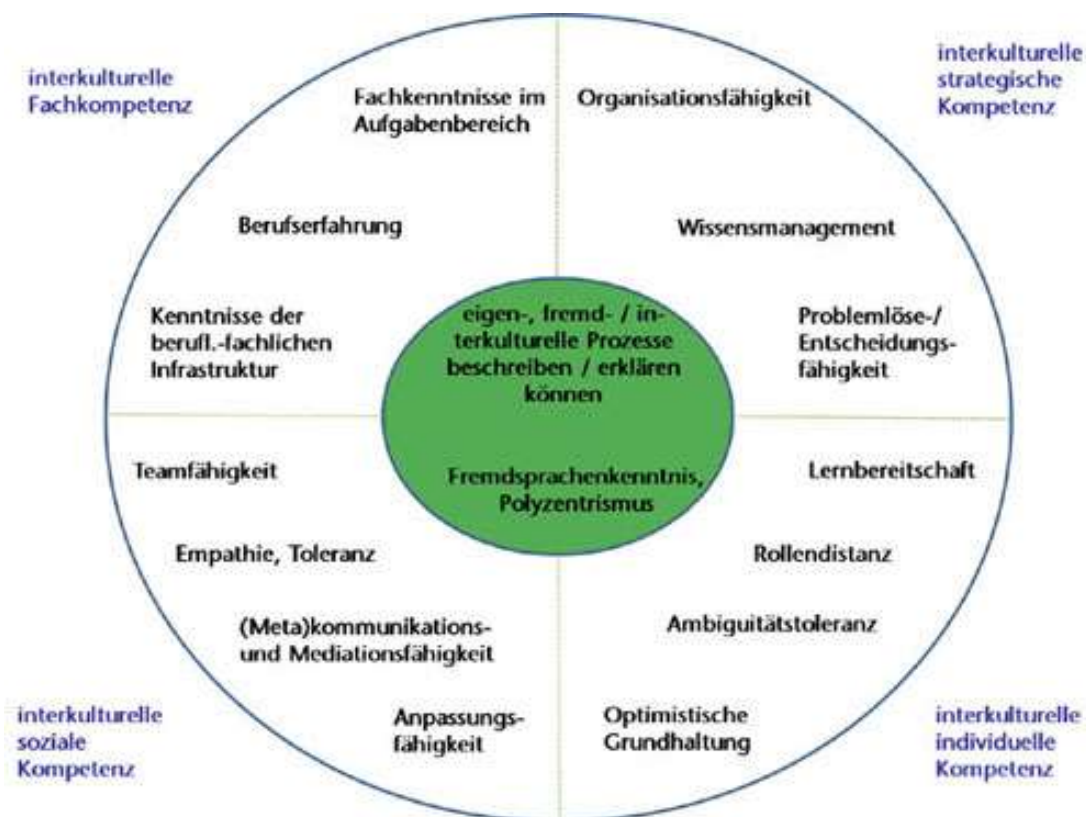 interkulturelle
Fachkompetenz
Fachkenntnisse im
Aufgabenbereich
Berufserfahrung
Kenntnisse der
berufl.-fachlichen
Infrastruktur
interkulturelle
strategische
Kompetenz
Organisationsfähigkeit
Wissensmanagement
Problemlöse-/
Entscheidungs-
fähigkeit
eigen-, fremd- / in-
terkulturelle Prozesse
beschreiben / erklären
können
Fremdsprachenkenntnis,
Polyzentrismus
Teamfähigkeit
Empathie, Toleranz
(Meta)kommunikations-
und Mediationsfähigkeit
Anpassungs-
fähigkeit
interkulturelle
soziale
Kompetenz
Lernbereitschaft
Rollendistanz
Ambiguitätstoleranz
Optimistische
Grundhaltung
interkulturelle
individuelle
Kompetenz